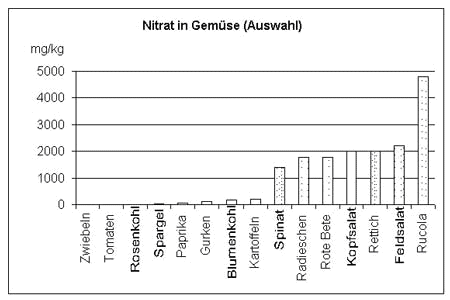 Nitrat in Gemüse (Auswahl)
mg/kg
5000
4000
3000
2000
1000
0
Zwiebeln
Tomaten
Rosenkohl
Spargel
Paprika
Gurken
Blumenkohl
Kartoffeln
Spinat
Radieschen
Rote Bete
Kopfsalat
Rettich
Feldsalat
Rucola